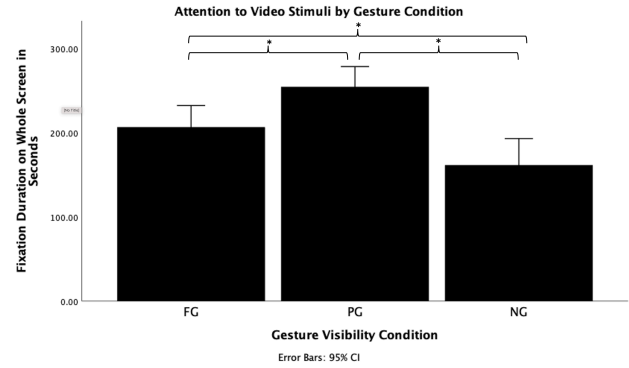 Attention to Video Stimuli by Gesture Condition
*
*
*
Fixation Duration on Whole Screen in
Seconds
300.00
200.00
100.00
0.00
FG
PG
NG
Gesture Visibility Condition
Error Bars: 95% CI